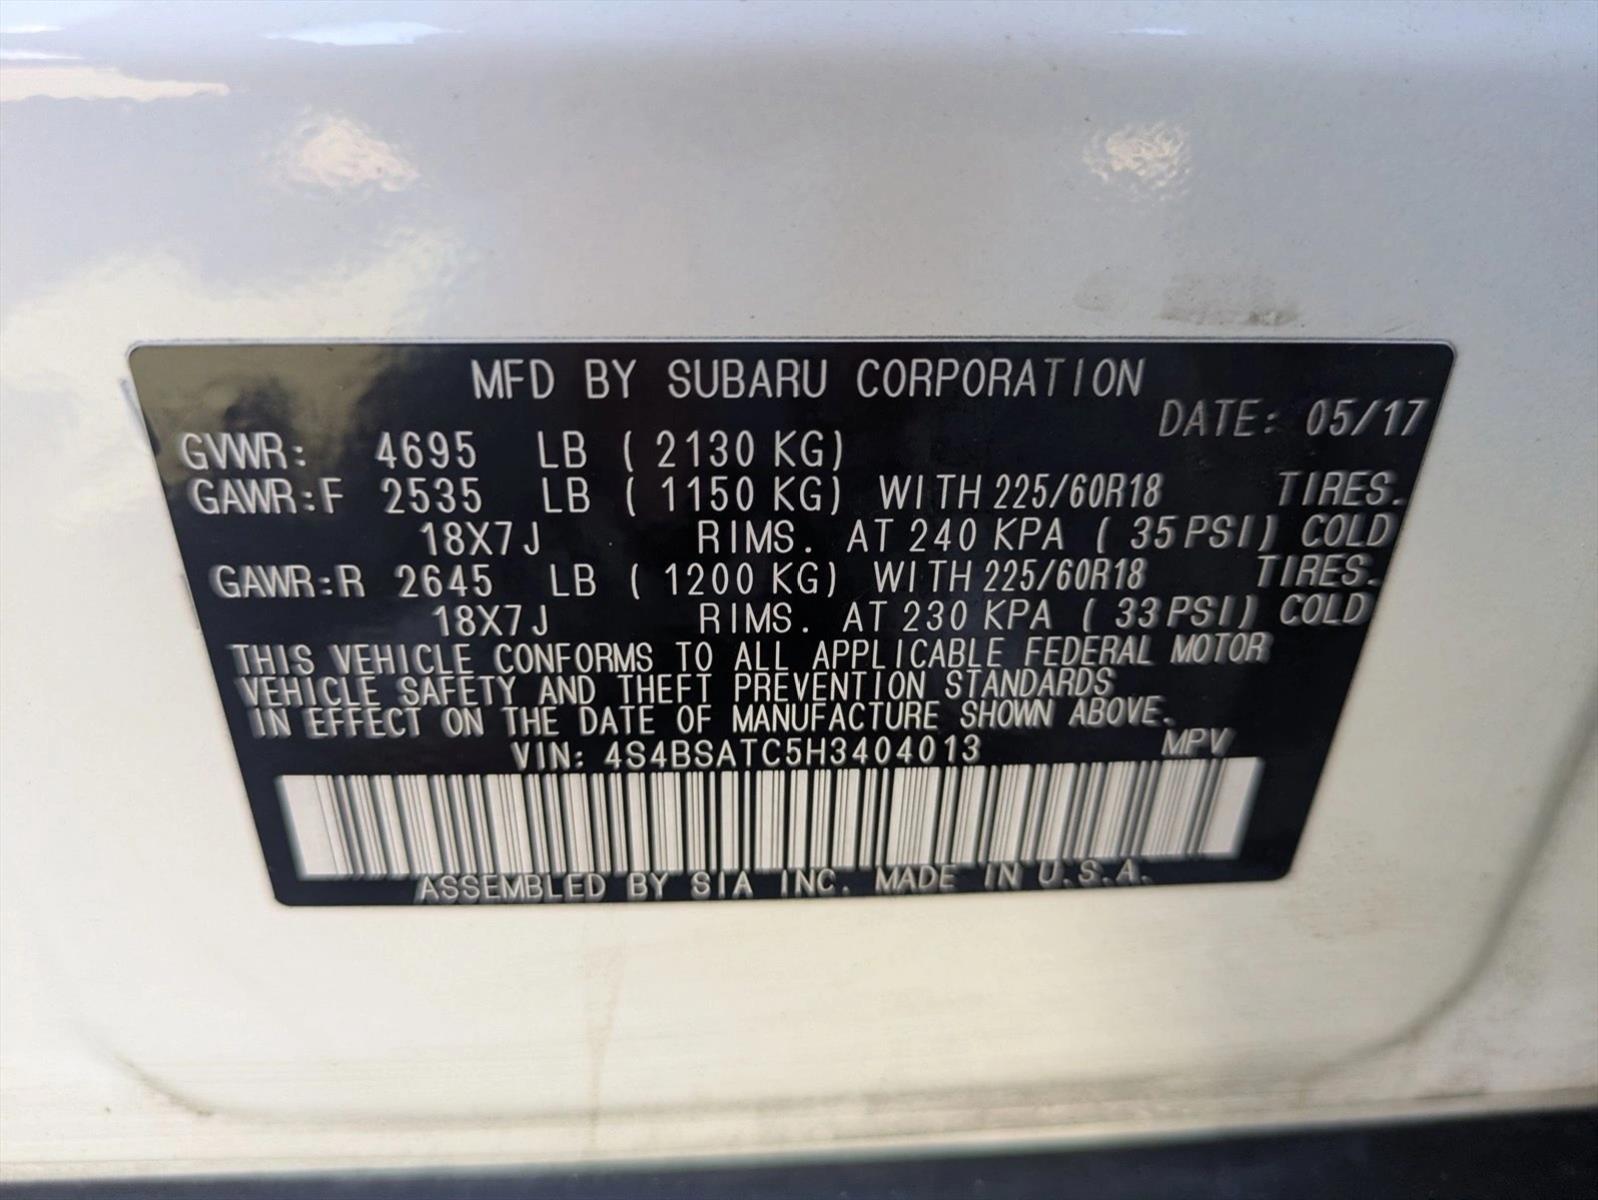 MFD BY SUBARU CORPORATION
DATE: 05/17
GVWR: 4695 LB ( 2130 KG)
GAWR:F 2535 LB ( 1150 KG) WITH 225/60R18 TIRES.
18X7J RIMS. AT 240 KPA ( 35 PSI) COLD
GAWR:R 2645 LB ( 1200 KG) WITH 225/60R18 TIRES.
18X7J RIMS. AT 230 KPA ( 33 PSI) COLD
THIS VEHICLE CONFORMS TO ALL APPLICABLE FEDERAL MOTOR
VEHICLE SAFETY AND THEFT PREVENTION STANDARDS
IN EFFECT ON THE DATE OF MANUFACTURE SHOWN ABOVE.
VIN: 4S4BSATC5H3404013 MPV
ASSEMBLED BY SIA INC. MADE IN U.S.A.